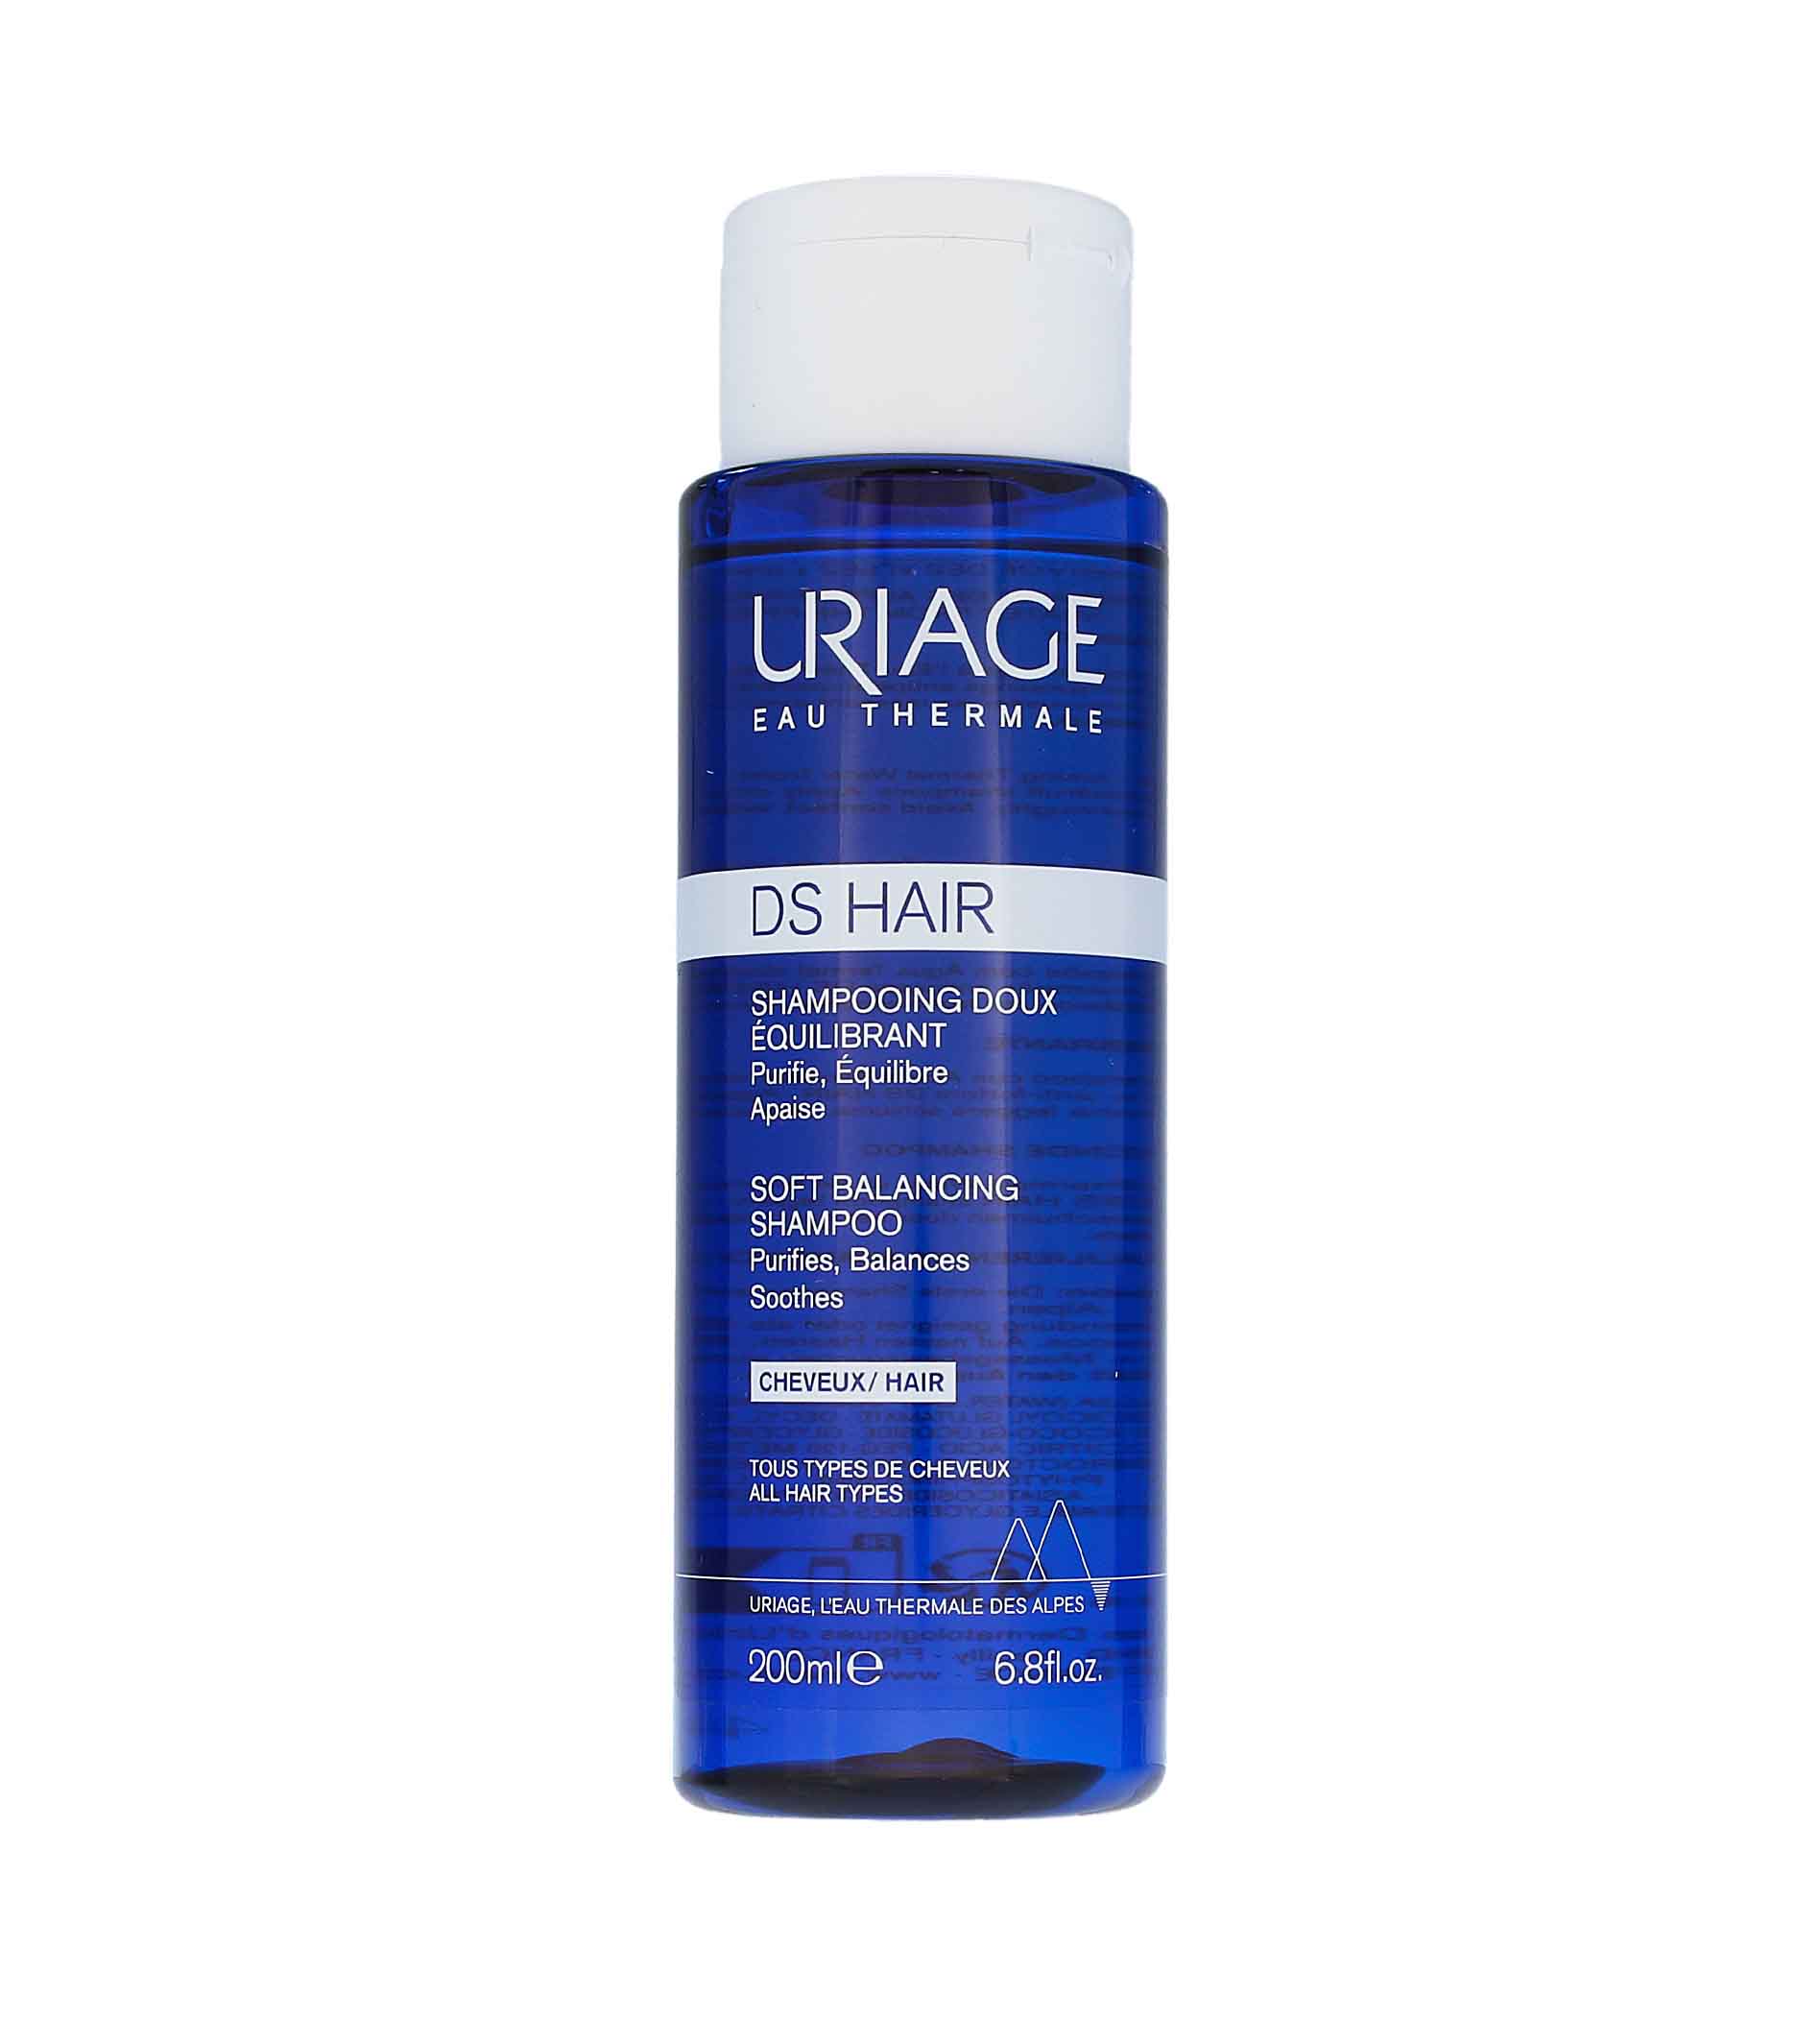 URIAGE
EAU THERMALE
DS HAIR
SHAMPOOING DOUX
ÉQUILIBRANT
Purifie, Équilibre
Apaise
SOFT BALANCING
SHAMPOO
Purifies, Balances
Soothes
CHEVEUX/ HAIR
TOUS TYPES DE CHEVEUX
ALL HAIR TYPES
URIAGE, L'EAU THERMALE DES ALPES
200ml℮ 6.8fl.oz.